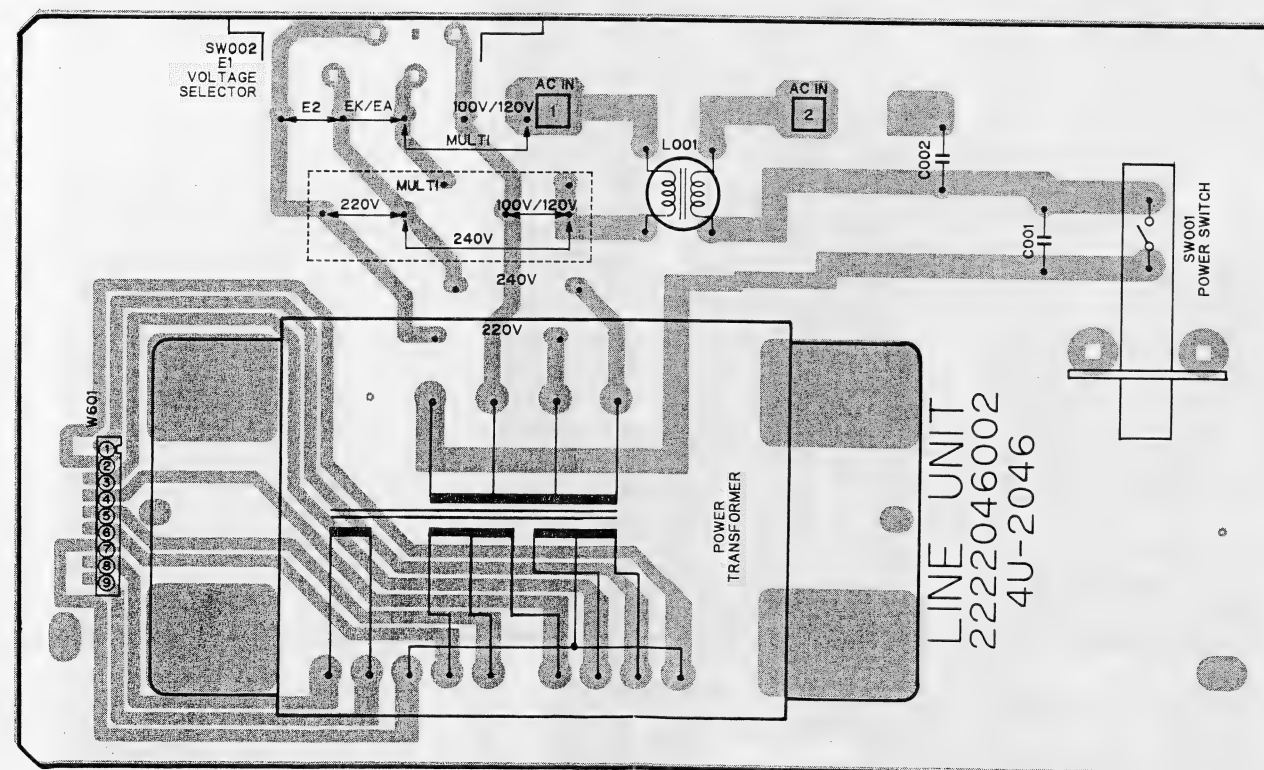 SW002
E1
VOLTAGE
SELECTOR
E2
EK/EA
100V/120V
MULTI
AC IN
1
AC IN
2
L001
C002
MULTI
220V
100V/120V
240V
C001
SW001
POWER SWITCH
240V
220V
W601
1
2
3
4
5
6
7
8
9
POWER
TRANSFORMER
LINE UNIT
2222046002
4U-2046